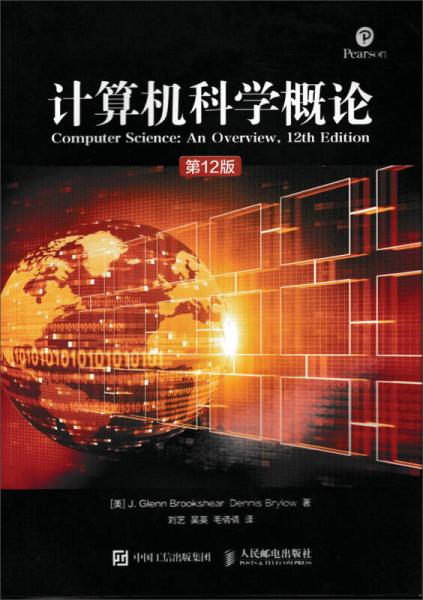 Pearson
计算机科学概论
Computer Science: An Overview, 12th Edition
第12版
10101010101010101010
[美] J. Glenn Brookshear Dennis Brylow 著
刘艺 吴英 毛倩倩 译
中国工信出版集团
人民邮电出版社
POSTS & TELECOM PRESS